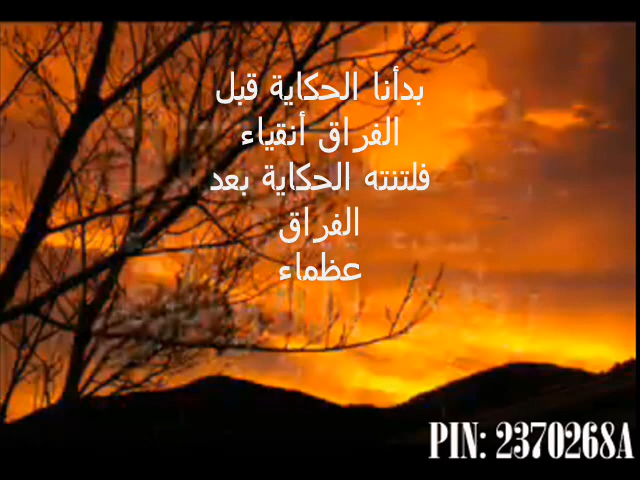 بدأنا الحكاية قبل
الفراق أنقياء
فلتنته الحكاية بعد
الفراق
عظماء
PIN: 2370268A